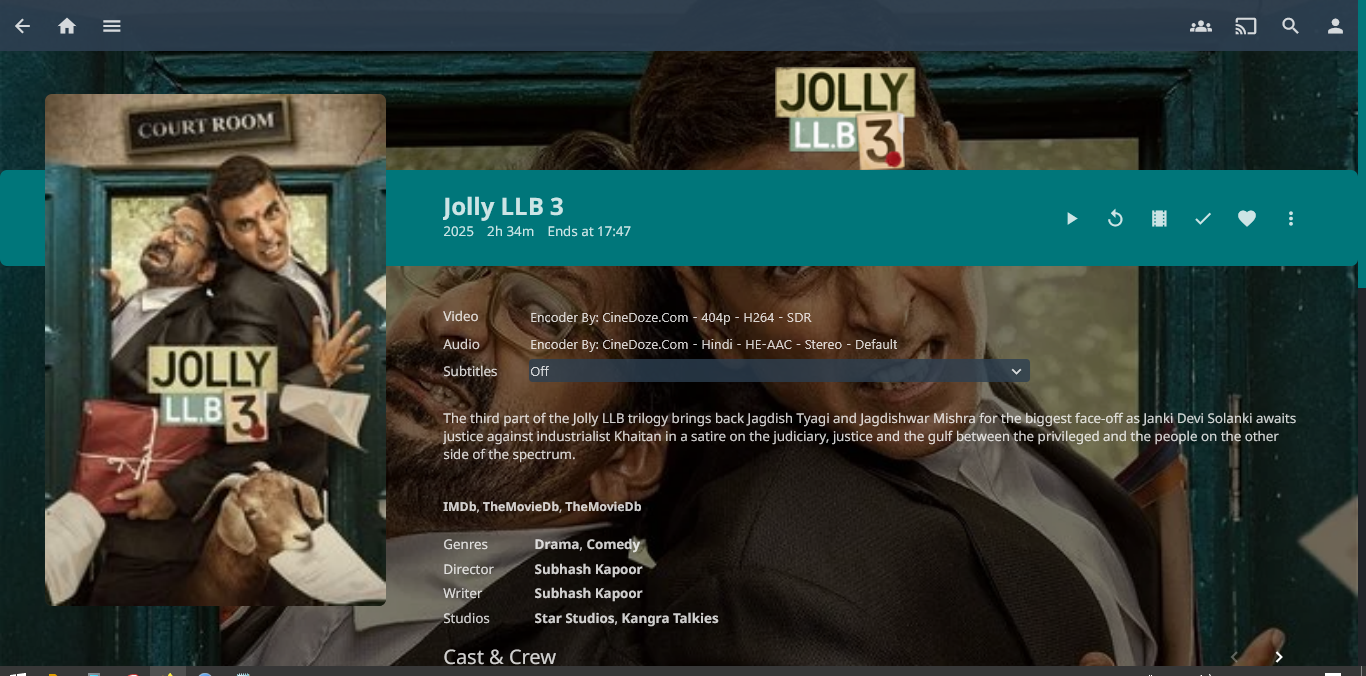 JOLLY
LL.B 3
COURT ROOM
JOLLY
LL.B 3
Jolly LLB 3
2025 2h 34m Ends at 17:47
Video Encoder By: CineDoze.Com - 404p - H264 - SDR
Audio Encoder By: CineDoze.Com - Hindi - HE-AAC - Stereo - Default
Subtitles Off
The third part of the Jolly LLB trilogy brings back Jagdish Tyagi and Jagdishwar Mishra for the biggest face-off as Janki Devi Solanki awaits
justice against industrialist Khaitan in a satire on the judiciary, justice and the gulf between the privileged and the people on the other
side of the spectrum.
IMDb, TheMovieDb, TheMovieDb
Genres Drama, Comedy
Director Subhash Kapoor
Writer Subhash Kapoor
Studios Star Studios, Kangra Talkies
Cast & Crew